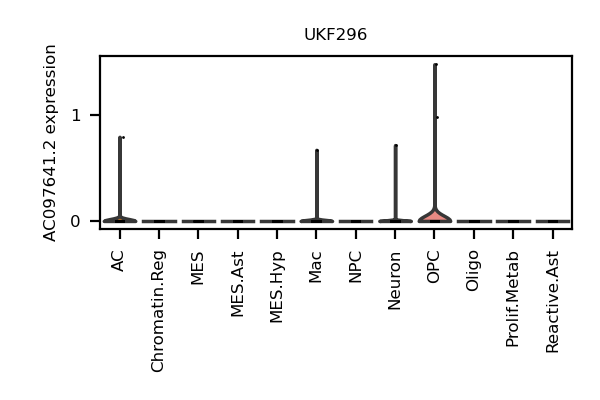 UKF296
AC097641.2 expression
1
0
AC
Chromatin.Reg
MES
MES.Ast
MES.Hyp
Mac
NPC
Neuron
OPC
Oligo
Prolif.Metab
Reactive.Ast